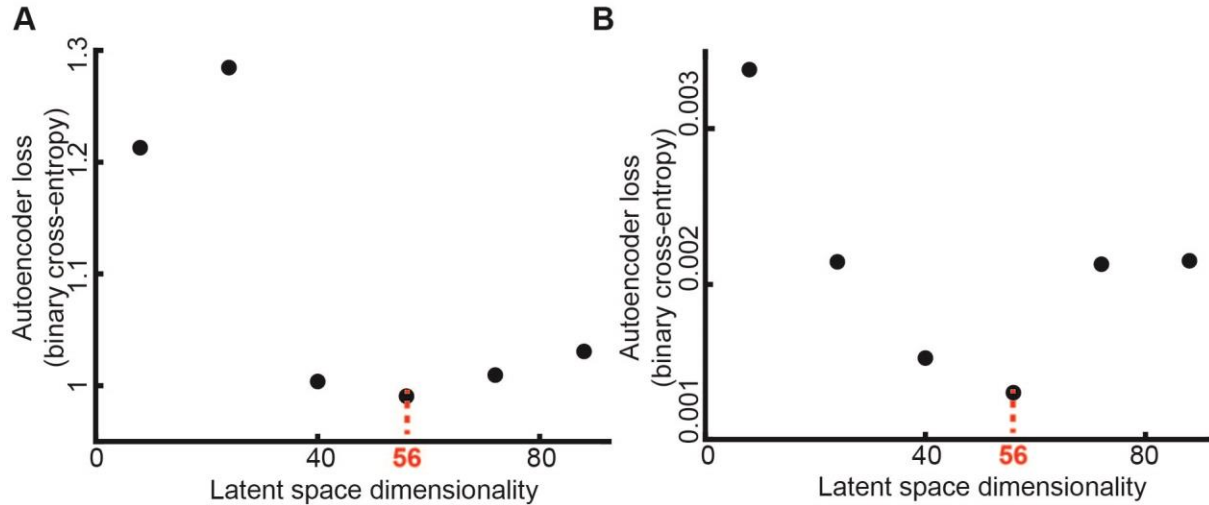 A
Autoencoder loss
(binary cross-entropy)
1.3
1.2
1.1
1
0
40
56
80
Latent space dimensionality
B
Autoencoder loss
(binary cross-entropy)
0.003
0.002
0.001
0
40
56
80
Latent space dimensionality